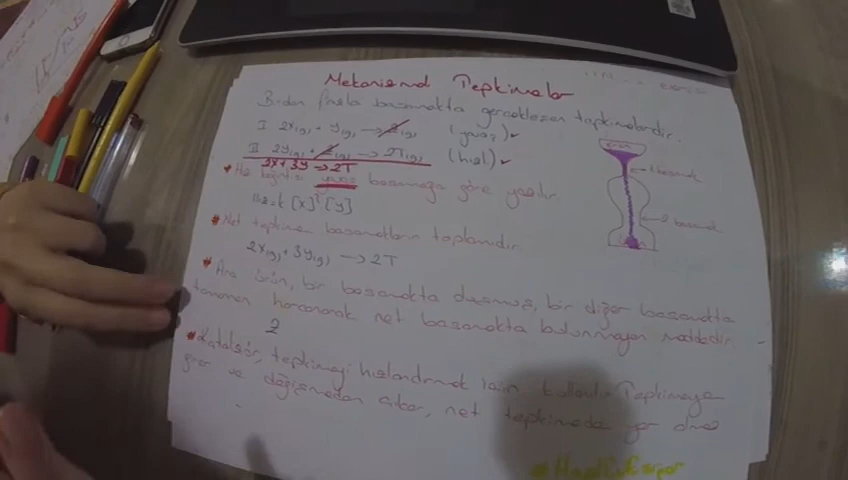 Mekanizmalı Tepkimeler
Birden fazla basamakta gerçekleşen tepkimelerdir.
I 2X(g) + Y(g) → Z(g) (yavaş) ✓
II 2Y(g) + Z(g) → 2T(g) (hızlı) ✓
2X + 3Y → 2T
* Hız bağıntısı yavaş basamağa göre yazılır.
Hız = k [X]² [Y]
1 basamak
2 basamak
* Net tepkime basamakların toplamıdır.
2X(g) + 3Y(g) → 2T
* Ara ürün, bir basamakta oluşmuş, bir diğer basamakta
tamamen harcanarak net basamakta bulunmayan maddedir.
Z
* Katalizör, tepkimeyi hızlandırmak için kullanılır. Tepkimeye
girer ve değişmeden çıkar, net tepkimede yer almaz